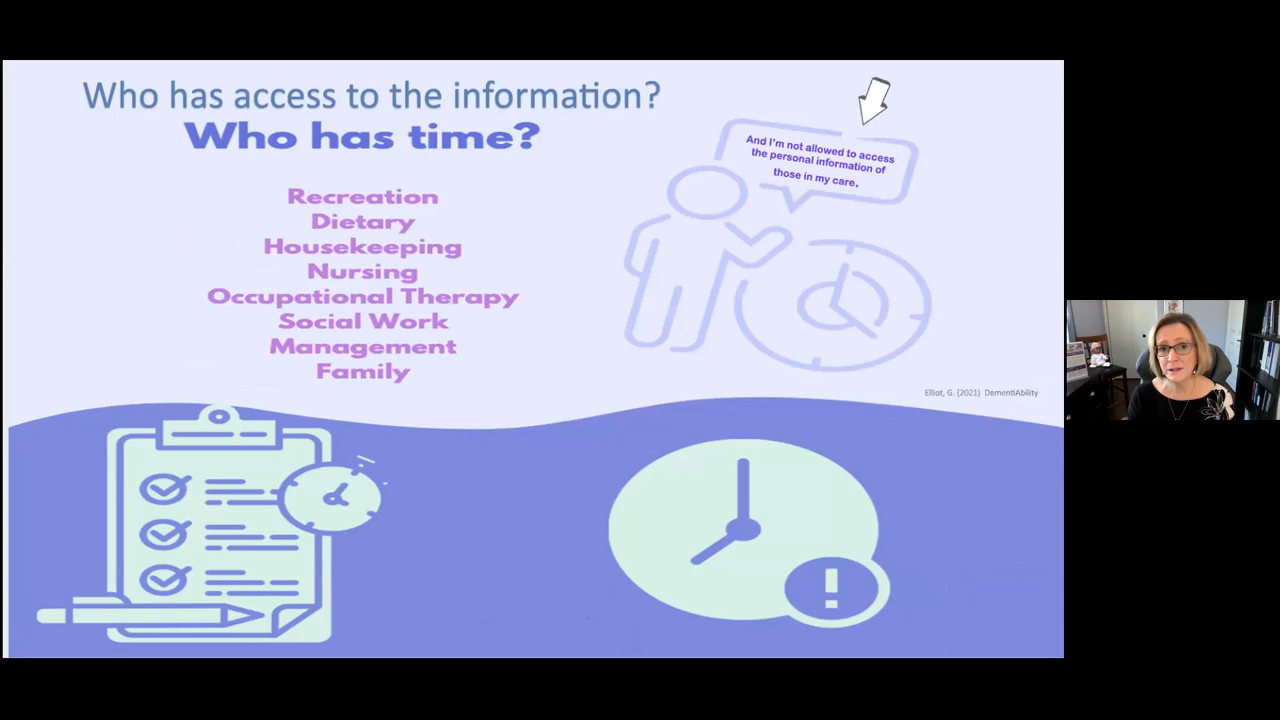 Who has access to the information?
Who has time?
And I'm not allowed to access
the personal information of
those in my care.
Recreation
Dietary
Housekeeping
Nursing
Occupational Therapy
Social Work
Management
Family
Elliot, G. (2021) DementiAbility